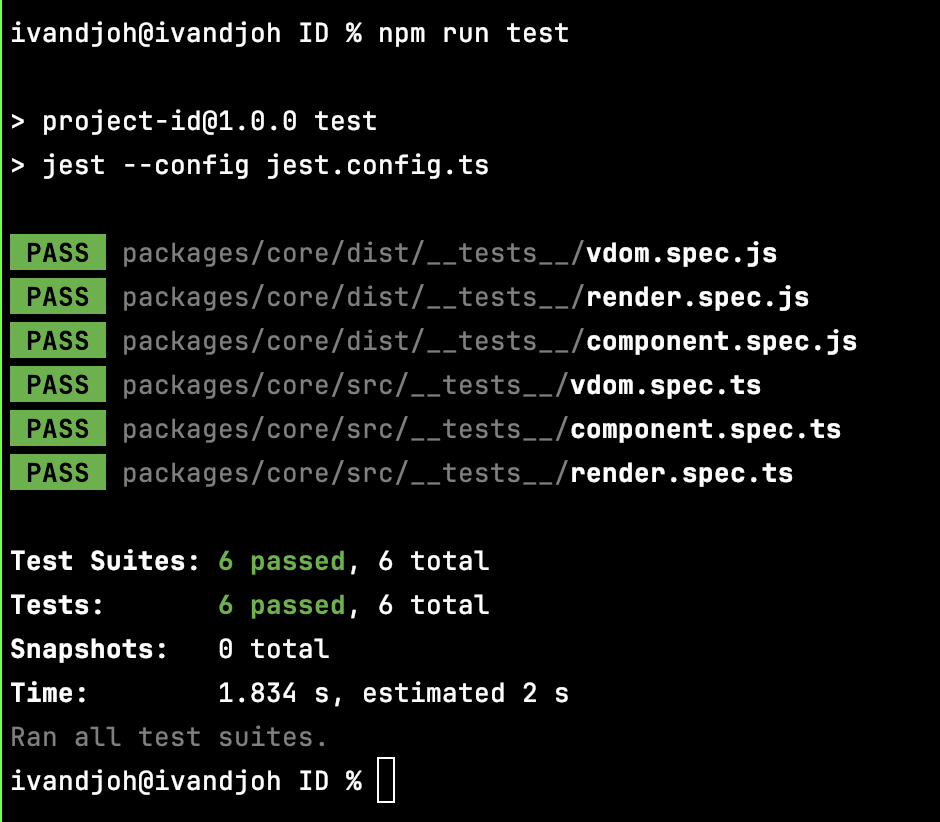 ivandjoh@ivandjoh ID % npm run test
> project-id@1.0.0 test
> jest --config jest.config.ts
PASS packages/core/dist/__tests__/vdom.spec.js
PASS packages/core/dist/__tests__/render.spec.js
PASS packages/core/dist/__tests__/component.spec.js
PASS packages/core/src/__tests__/vdom.spec.ts
PASS packages/core/src/__tests__/component.spec.ts
PASS packages/core/src/__tests__/render.spec.ts
Test Suites: 6 passed, 6 total
Tests: 6 passed, 6 total
Snapshots: 0 total
Time: 1.834 s, estimated 2 s
Ran all test suites.
ivandjoh@ivandjoh ID %